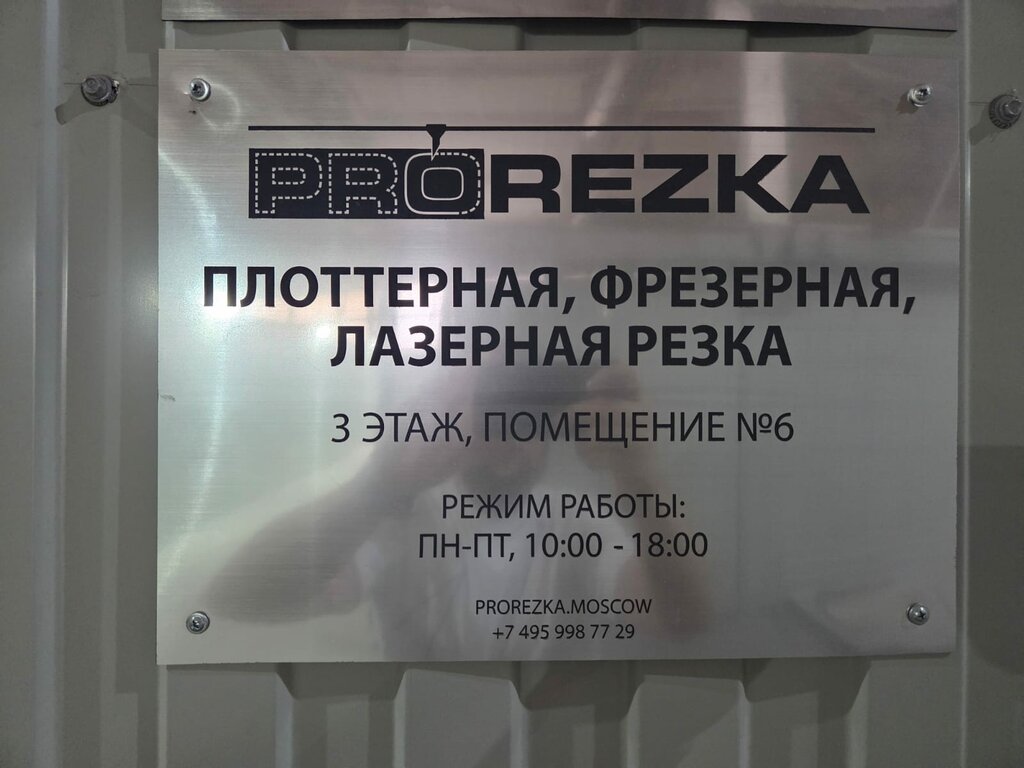 PROREZKA
ПЛОТТЕРНАЯ, ФРЕЗЕРНАЯ,
ЛАЗЕРНАЯ РЕЗКА
3 ЭТАЖ, ПОМЕЩЕНИЕ №6
РЕЖИМ РАБОТЫ:
ПН-ПТ, 10:00 - 18:00
PROREZKA.MOSCOW
+7 495 998 77 29